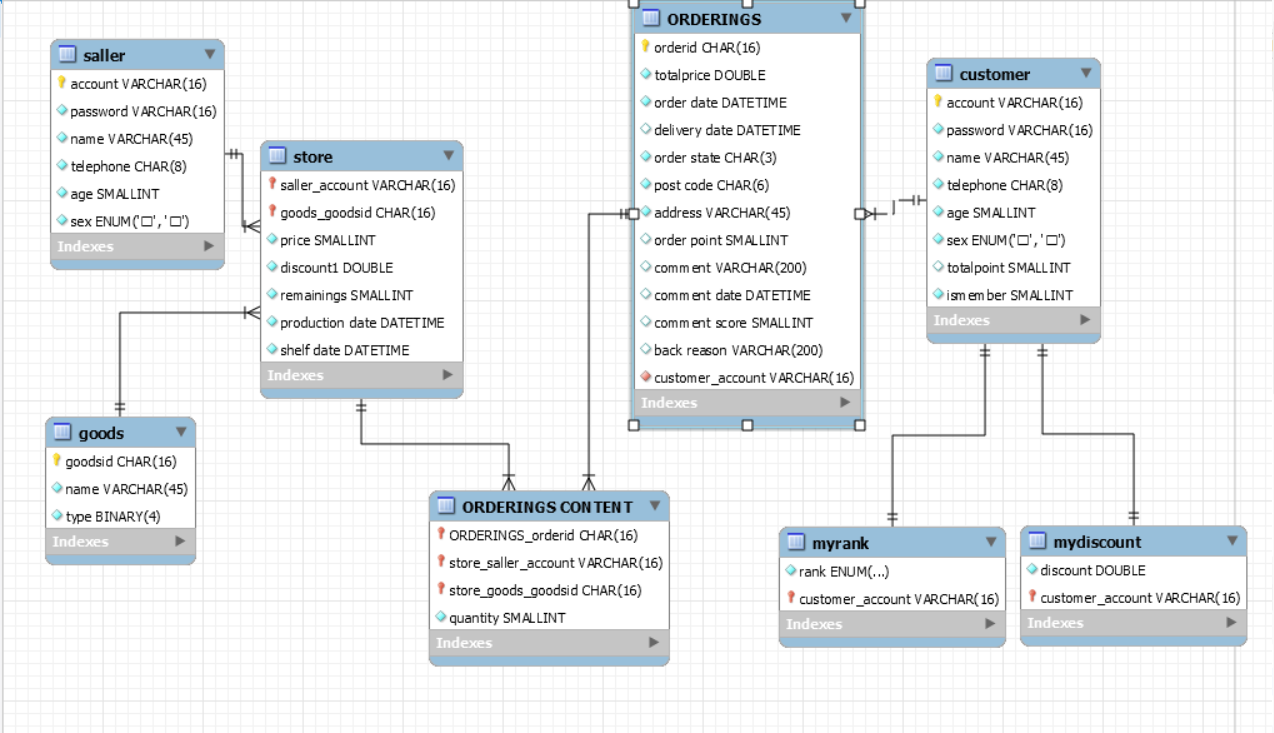 saller
account VARCHAR(16)
password VARCHAR(16)
name VARCHAR(45)
telephone CHAR(8)
age SMALLINT
sex ENUM('□', '□')
Indexes
store
saller_account VARCHAR(16)
goods_goodsid CHAR(16)
price SMALLINT
discount1 DOUBLE
remainings SMALLINT
production date DATETIME
shelf date DATETIME
Indexes
goods
goodsid CHAR(16)
name VARCHAR(45)
type BINARY(4)
Indexes
ORDERINGS
orderid CHAR(16)
totalprice DOUBLE
order date DATETIME
delivery date DATETIME
order state CHAR(3)
post code CHAR(6)
address VARCHAR(45)
order point SMALLINT
comment VARCHAR(200)
comment date DATETIME
comment score SMALLINT
back reason VARCHAR(200)
customer_account VARCHAR(16)
Indexes
ORDERINGS CONTENT
ORDERINGS_orderid CHAR(16)
store_saller_account VARCHAR(16)
store_goods_goodsid CHAR(16)
quantity SMALLINT
Indexes
customer
account VARCHAR(16)
password VARCHAR(16)
name VARCHAR(45)
telephone CHAR(8)
age SMALLINT
sex ENUM('□', '□')
totalpoint SMALLINT
ismember SMALLINT
Indexes
myrank
rank ENUM(...)
customer_account VARCHAR(16)
Indexes
mydiscount
discount DOUBLE
customer_account VARCHAR(16)
Indexes